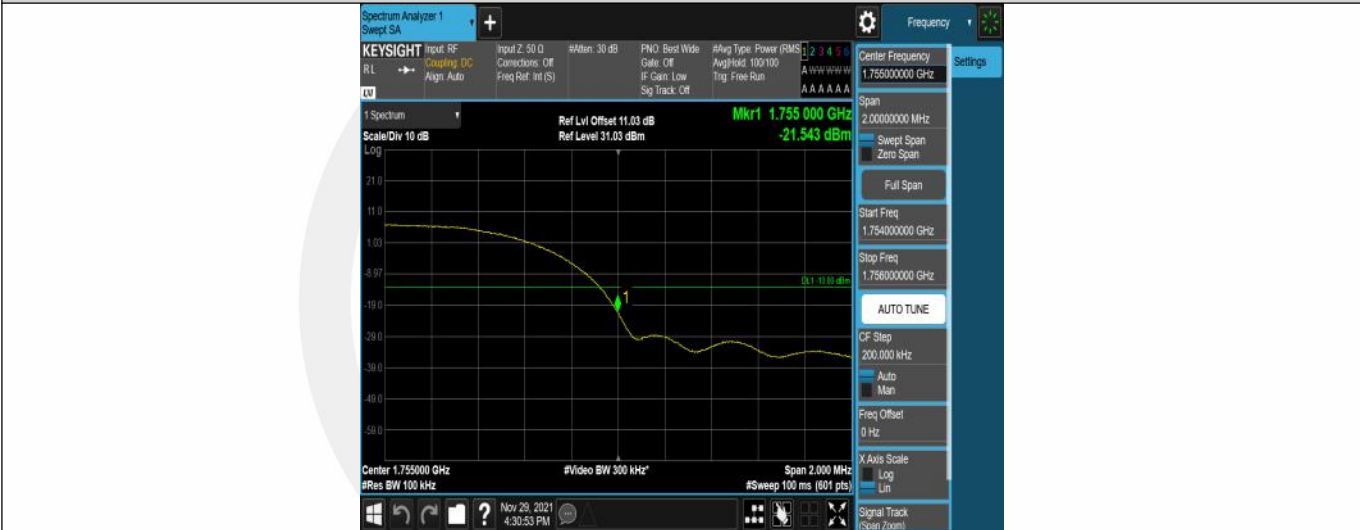 Spectrum Analyzer 1
Swept SA
Frequency
KEYSIGHT
RL
Input: RF
Coupling: DC
Align: Auto
Input Z: 50 Ω
Corrections: Off
Freq Ref: Int (S)
#Atten: 30 dB
PNO: Best Wide
Gate: Off
IF Gain: Low
Sig Track: Off
#Avg Type: Power (RMS
Avg|Hold: 100/100
Trig: Free Run
1 2 3 4 5 6
A W W W W W
A A A A A A
1 Spectrum
Scale/Div 10 dB
Log
Ref Lvl Offset 11.03 dB
Ref Level 31.03 dBm
Mkr1 1.755 000 GHz
-21.543 dBm
21.0
11.0
1.03
-8.97
-19.0
-29.0
-39.0
-49.0
-59.0
DL1 -13.00 dBm
1
Center 1.755000 GHz
#Res BW 100 kHz
#Video BW 300 kHz*
Span 2.000 MHz
#Sweep 100 ms (601 pts)
Nov 29, 2021
4:30:53 PM
Center Frequency
1.755000000 GHz
Settings
Span
2.00000000 MHz
Swept Span
Zero Span
Full Span
Start Freq
1.754000000 GHz
Stop Freq
1.756000000 GHz
AUTO TUNE
CF Step
200.000 kHz
Auto
Man
Freq Offset
0 Hz
X Axis Scale
Log
Lin
Signal Track
(Span Zoom)